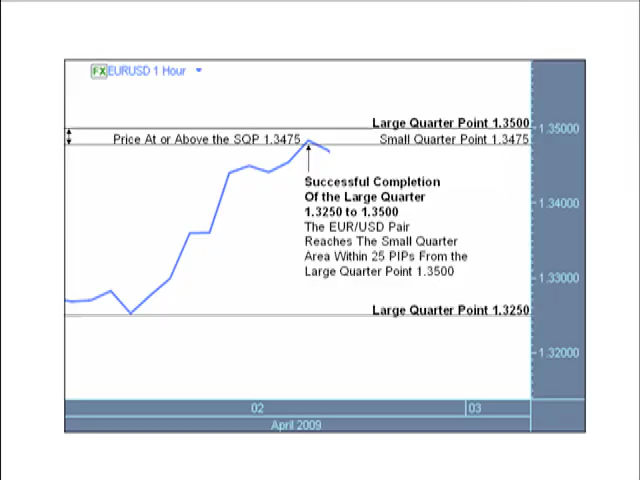 FX EURUSD 1 Hour
Large Quarter Point 1.3500
1.35000
Price At or Above the SQP 1.3475
Small Quarter Point 1.3475
Successful Completion
Of the Large Quarter
1.3250 to 1.3500
The EUR/USD Pair
Reaches The Small Quarter
Area Within 25 PIPs From the
Large Quarter Point 1.3500
1.34000
1.33000
Large Quarter Point 1.3250
1.32000
02
03
April 2009